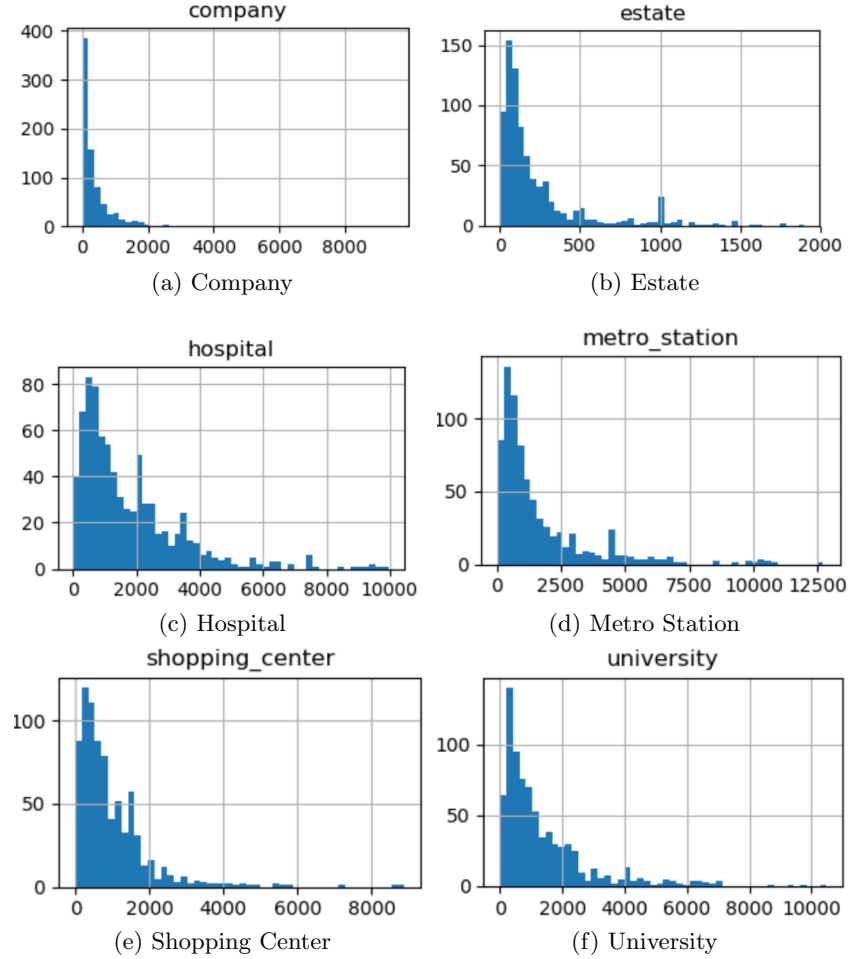 company
400
300
200
100
0
0 2000 4000 6000 8000
(a) Company
estate
150
100
50
0
0 500 1000 1500 2000
(b) Estate
hospital
80
60
40
20
0
0 2000 4000 6000 8000 10000
(c) Hospital
metro_station
100
50
0
0 2500 5000 7500 10000 12500
(d) Metro Station
shopping_center
100
50
0
0 2000 4000 6000 8000
(e) Shopping Center
university
100
50
0
0 2000 4000 6000 8000 10000
(f) University